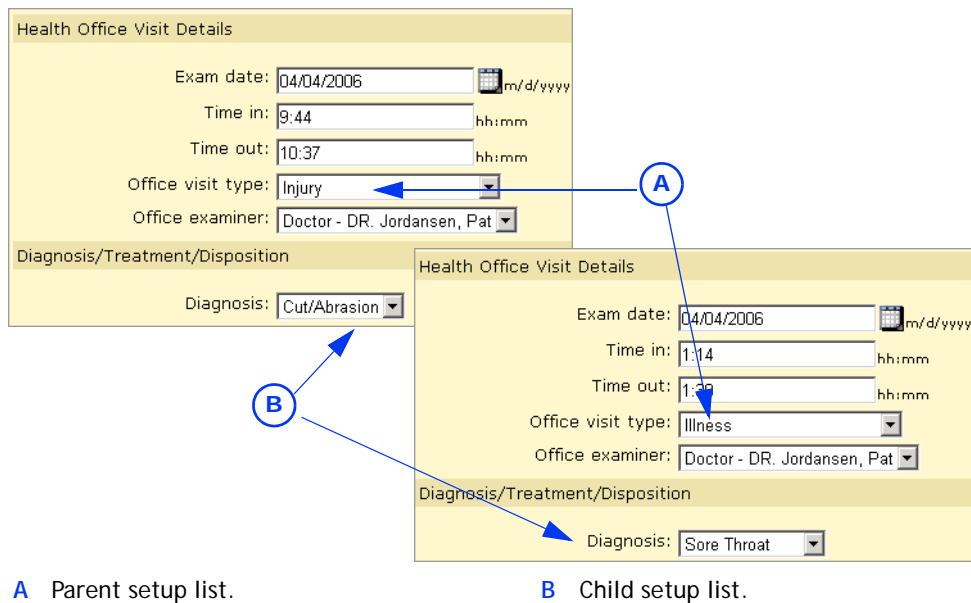 Health Office Visit Details
Exam date: 04/04/2006 m/d/yyyy
Time in: 9:44 hh:mm
Time out: 10:37 hh:mm
Office visit type: Injury
Office examiner: Doctor - DR. Jordansen, Pat
Diagnosis/Treatment/Disposition
Diagnosis: Cut/Abrasion
A
B
Health Office Visit Details
Exam date: 04/04/2006 m/d/yyyy
Time in: 1:14 hh:mm
Time out: hh:mm
Office visit type: Illness
Office examiner: Doctor - DR. Jordansen, Pat
Diagnosis/Treatment/Disposition
Diagnosis: Sore Throat
A Parent setup list.
B Child setup list.